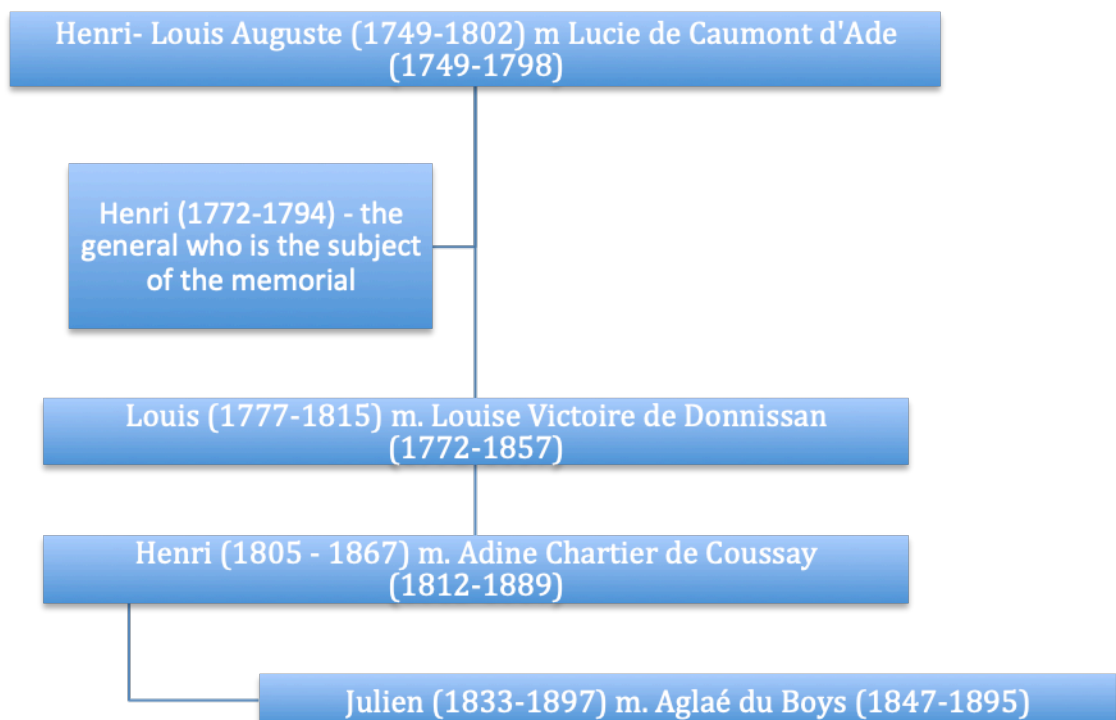 Henri- Louis Auguste (1749-1802) m Lucie de Caumont d'Ade
(1749-1798)
Henri (1772-1794) - the
general who is the subject
of the memorial
Louis (1777-1815) m. Louise Victoire de Donnissan
(1772-1857)
Henri (1805 - 1867) m. Adine Chartier de Coussay
(1812-1889)
Julien (1833-1897) m. Aglaé du Boys (1847-1895)